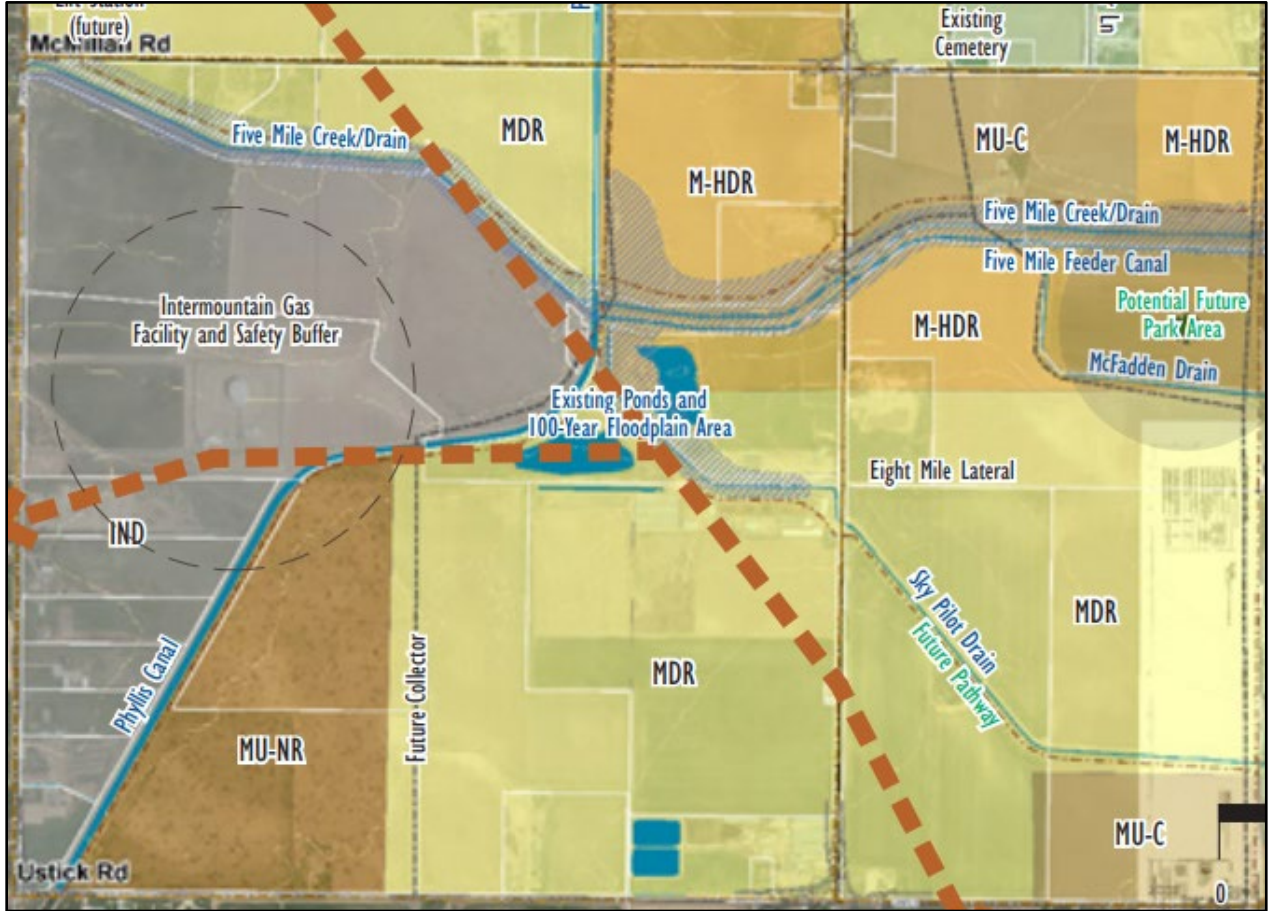 (future)
McMillan Rd
Existing
Cemetery
Five Mile Creek/Drain
MDR
MU-C
M-HDR
M-HDR
Five Mile Creek/Drain
Five Mile Feeder Canal
Intermountain Gas
Facility and Safety Buffer
Potential Future
Park Area
M-HDR
McFadden Drain
Existing Ponds and
100-Year Floodplain Area
Eight Mile Lateral
IND
Sky Pilot Drain
Future Pathway
MDR
Phyllis Canal
Future Collector
MDR
MU-NR
MU-C
Ustick Rd
0